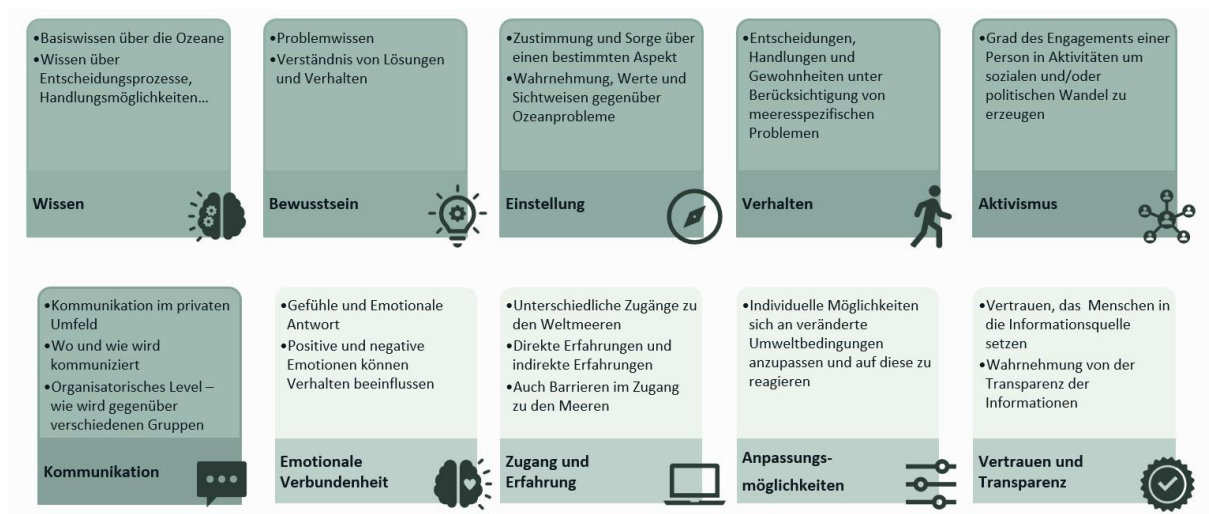 •Basiswissen über die Ozeane
•Wissen über
Entscheidungsprozesse,
Handlungsmöglichkeiten…
Wissen
•Problemwissen
•Verständnis von Lösungen
und Verhalten
Bewusstsein
•Zustimmung und Sorge über
einen bestimmten Aspekt
•Wahrnehmung, Werte und
Sichtweisen gegenüber
Ozeanprobleme
Einstellung
•Entscheidungen,
Handlungen und
Gewohnheiten unter
Berücksichtigung von
meeresspezifischen
Problemen
Verhalten
•Grad des Engagements einer
Person in Aktivitäten um
sozialen und/oder
politischen Wandel zu
erzeugen
Aktivismus
•Kommunikation im privaten
Umfeld
•Wo und wie wird
kommuniziert
•Organisatorisches Level –
wie wird gegenüber
verschiedenen Gruppen
Kommunikation
•Gefühle und Emotionale
Antwort
•Positive und negative
Emotionen können
Verhalten beeinflussen
Emotionale
Verbundenheit
•Unterschiedliche Zugänge zu
den Weltmeeren
•Direkte Erfahrungen und
indirekte Erfahrungen
•Auch Barrieren im Zugang
zu den Meeren
Zugang und
Erfahrung
•Individuelle Möglichkeiten
sich an veränderte
Umweltbedingungen
anzupassen und auf diese zu
reagieren
Anpassungs-
möglichkeiten
•Vertrauen, das Menschen in
die Informationsquelle
setzen
•Wahrnehmung von der
Transparenz der
Informationen
Vertrauen und
Transparenz